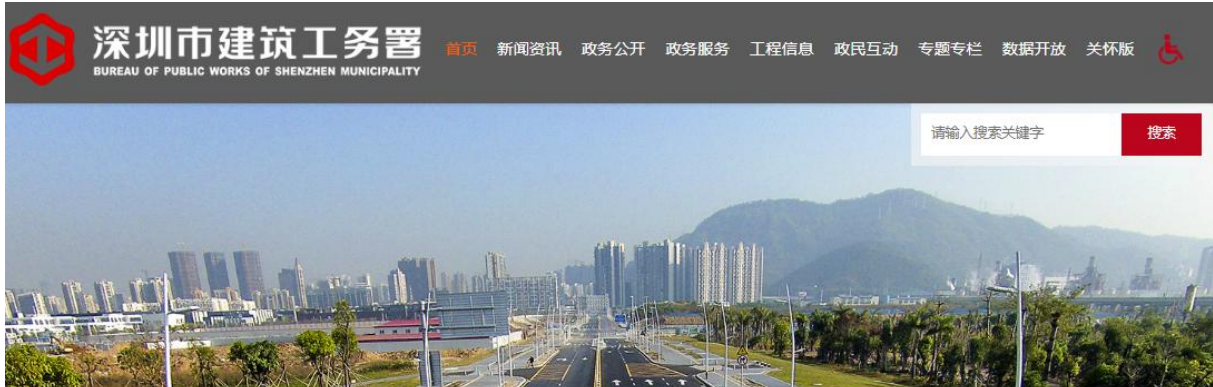 深圳市建筑工务署
BUREAU OF PUBLIC WORKS OF SHENZHEN MUNICIPALITY
首页 新闻资讯 政务公开 政务服务 工程信息 政民互动 专题专栏 数据开放 关怀版
请输入搜素关键字 搜索